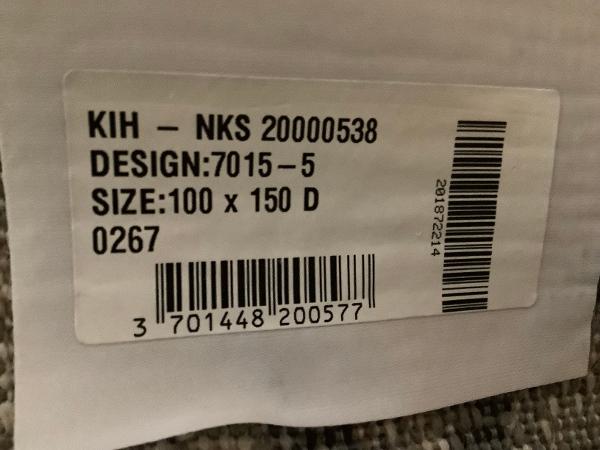 KIH - NKS 20000538
DESIGN:7015-5
SIZE:100 x 150 D
0267
3 701448 200577
201872214